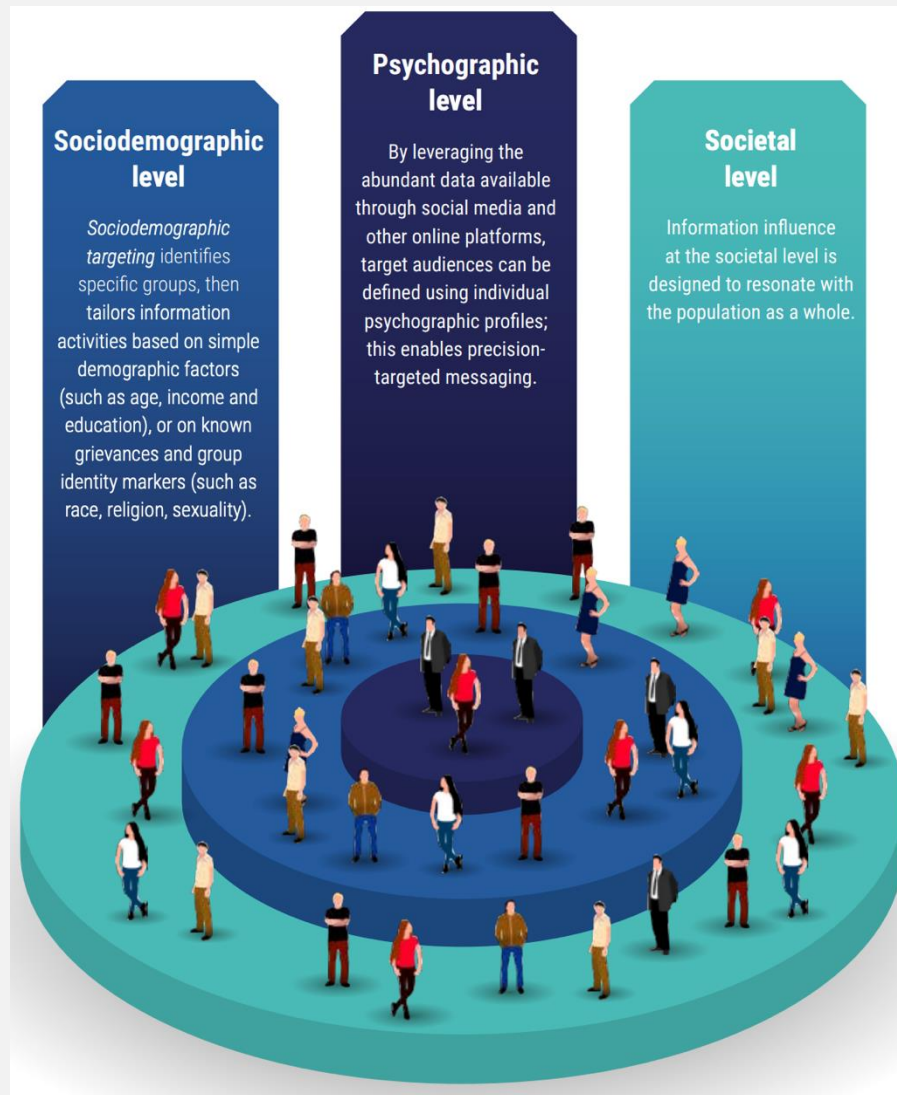 Sociodemographic
level
Sociodemographic
targeting identifies
specific groups, then
tailors information
activities based on simple
demographic factors
(such as age, income and
education), or on known
grievances and group
identity markers (such as
race, religion, sexuality).
Psychographic
level
By leveraging the
abundant data available
through social media and
other online platforms,
target audiences can be
defined using individual
psychographic profiles;
this enables precision-
targeted messaging.
Societal
level
Information influence
at the societal level is
designed to resonate with
the population as a whole.